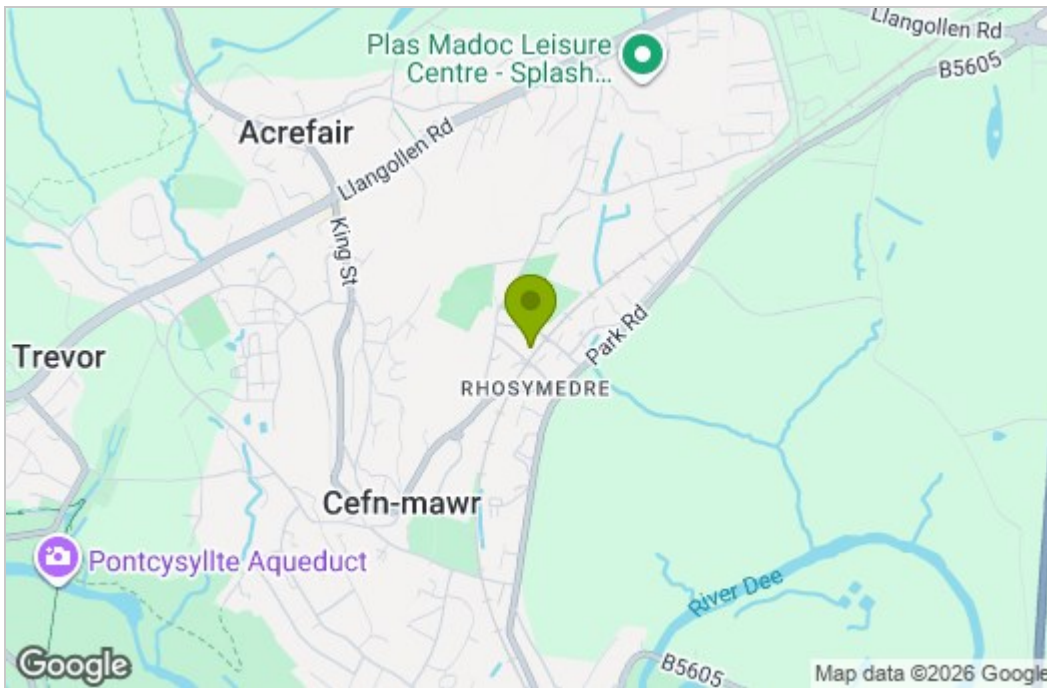 Llangollen Rd
Plas Madoc Leisure
Centre - Splash...
B5605
Acrefair
Llangollen Rd
King St
Park Rd
Trevor
RHOSYMEDRE
Cefn-mawr
Pontcysyllte Aqueduct
River Dee
B5605
Google
Map data ©2026 Google